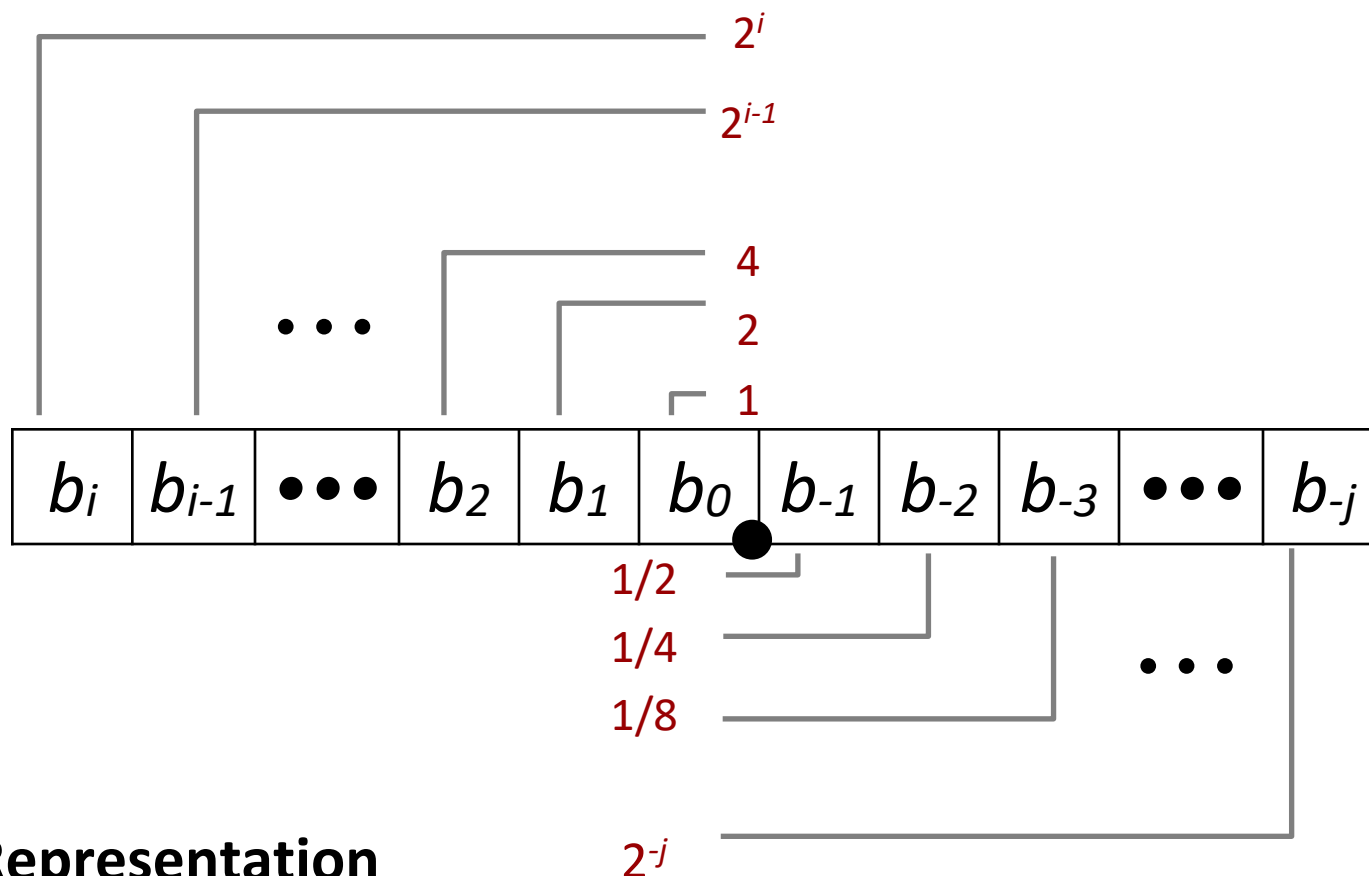 2^i
2^{i-1}
4
2
1
b_i b_{i-1} ••• b_2 b_1 b_0 . b_{-1} b_{-2} b_{-3} ••• b_{-j}
1/2
1/4
1/8
2^{-j}